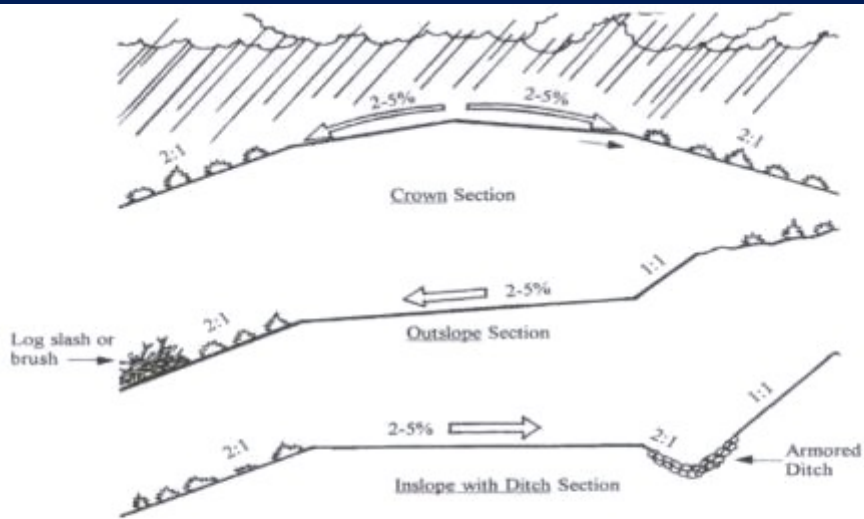 2-5%
2-5%
2:1
2:1
Crown Section
1:1
2-5%
2:1
Outslope Section
Log slash or
brush
1:1
2-5%
2:1
2:1
Armored
Ditch
Inslope with Ditch Section